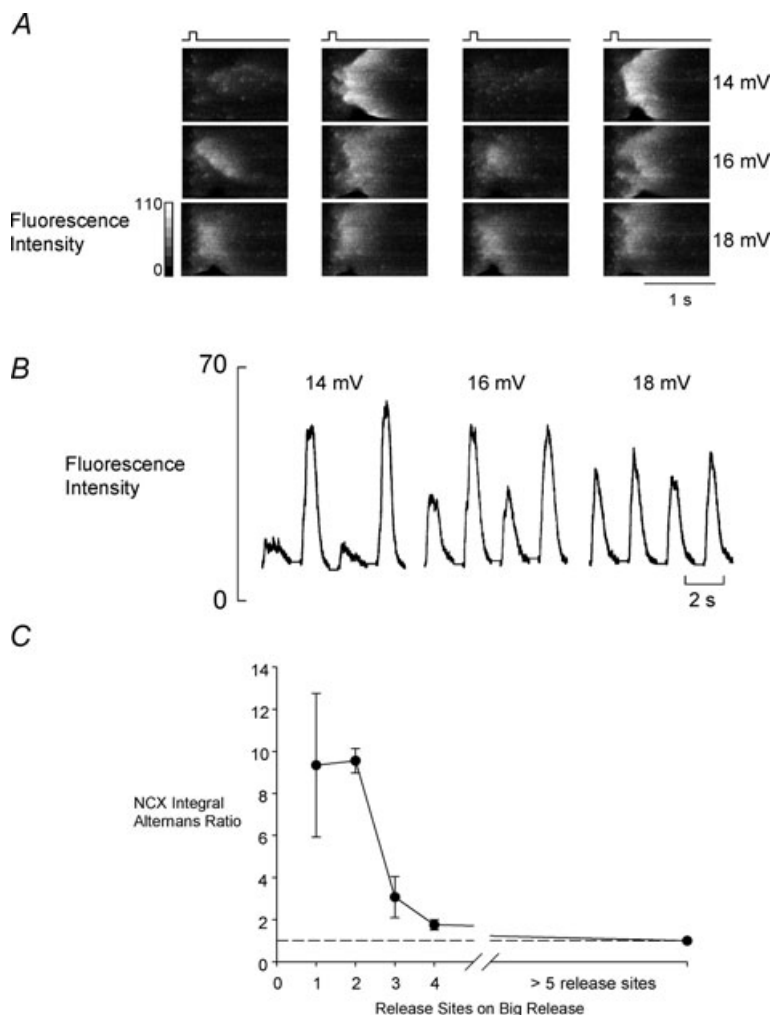 A
14 mV
16 mV
Fluorescence
Intensity
110
0
18 mV
1 s
B
70
14 mV
16 mV
18 mV
Fluorescence
Intensity
0
2 s
C
14
12
10
NCX Integral
Alternans Ratio
8
6
4
2
0
0 1 2 3 4 > 5 release sites
Release Sites on Big Release